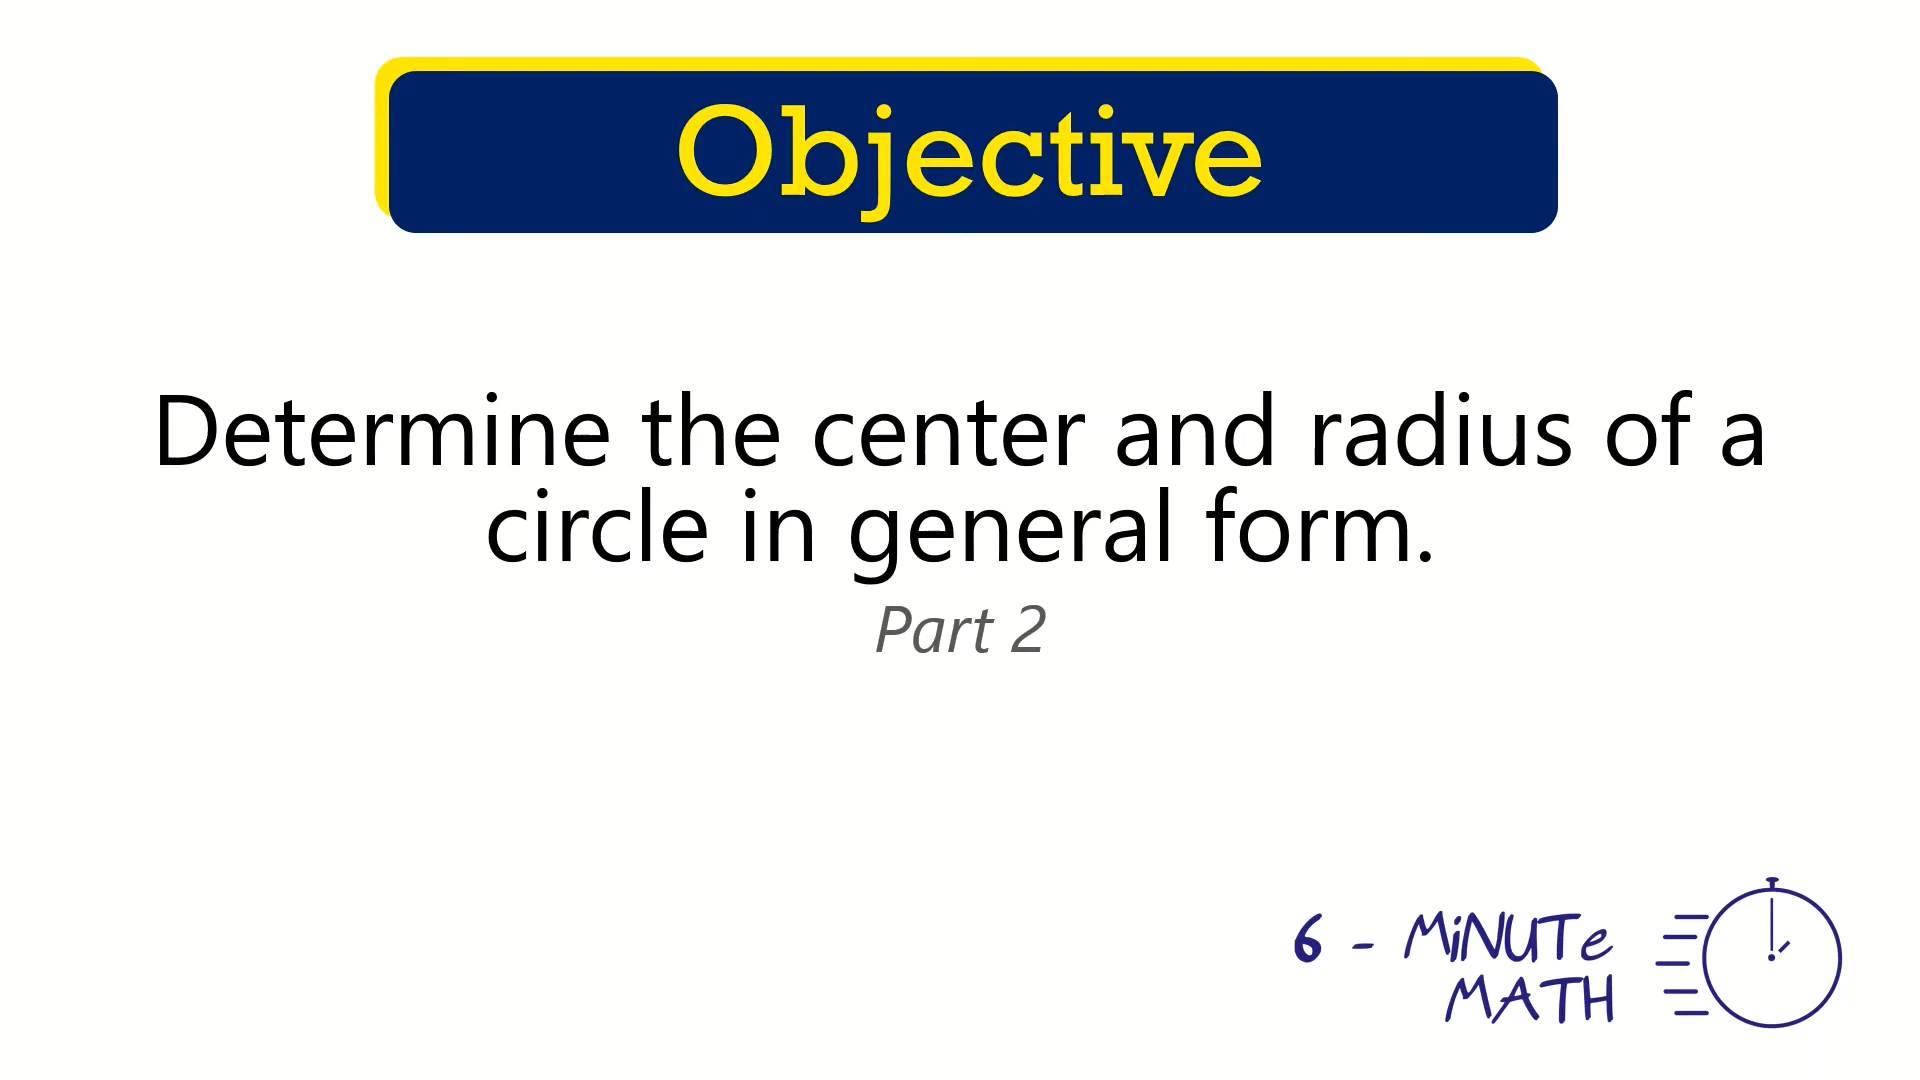 Objective
Determine the center and radius of a
circle in general form.
Part 2
6 - MiNUTe
MATH